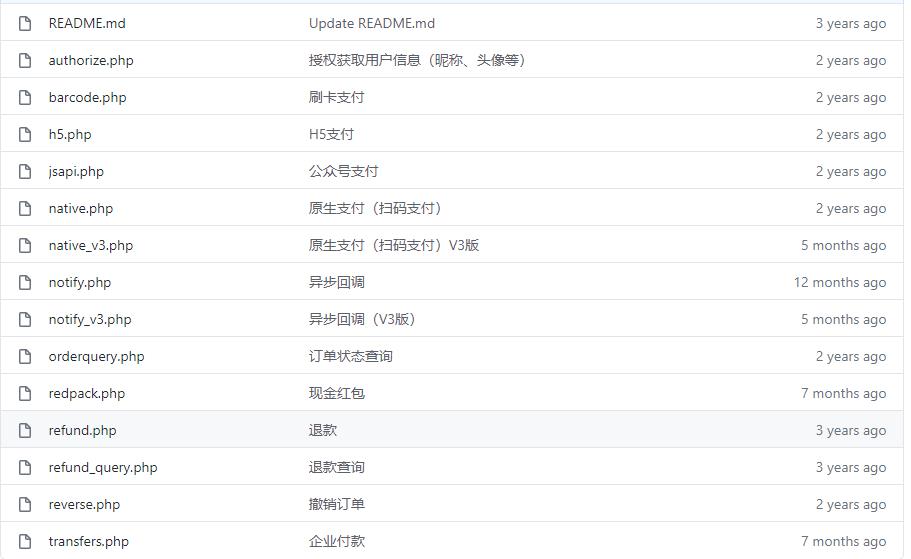 README.md Update README.md 3 years ago
authorize.php 授权获取用户信息（昵称、头像等） 2 years ago
barcode.php 刷卡支付 2 years ago
h5.php H5支付 2 years ago
jsapi.php 公众号支付 2 years ago
native.php 原生支付（扫码支付） 2 years ago
native_v3.php 原生支付（扫码支付）V3版 5 months ago
notify.php 异步回调 12 months ago
notify_v3.php 异步回调（V3版） 5 months ago
orderquery.php 订单状态查询 2 years ago
redpack.php 现金红包 7 months ago
refund.php 退款 3 years ago
refund_query.php 退款查询 3 years ago
reverse.php 撤销订单 2 years ago
transfers.php 企业付款 7 months ago